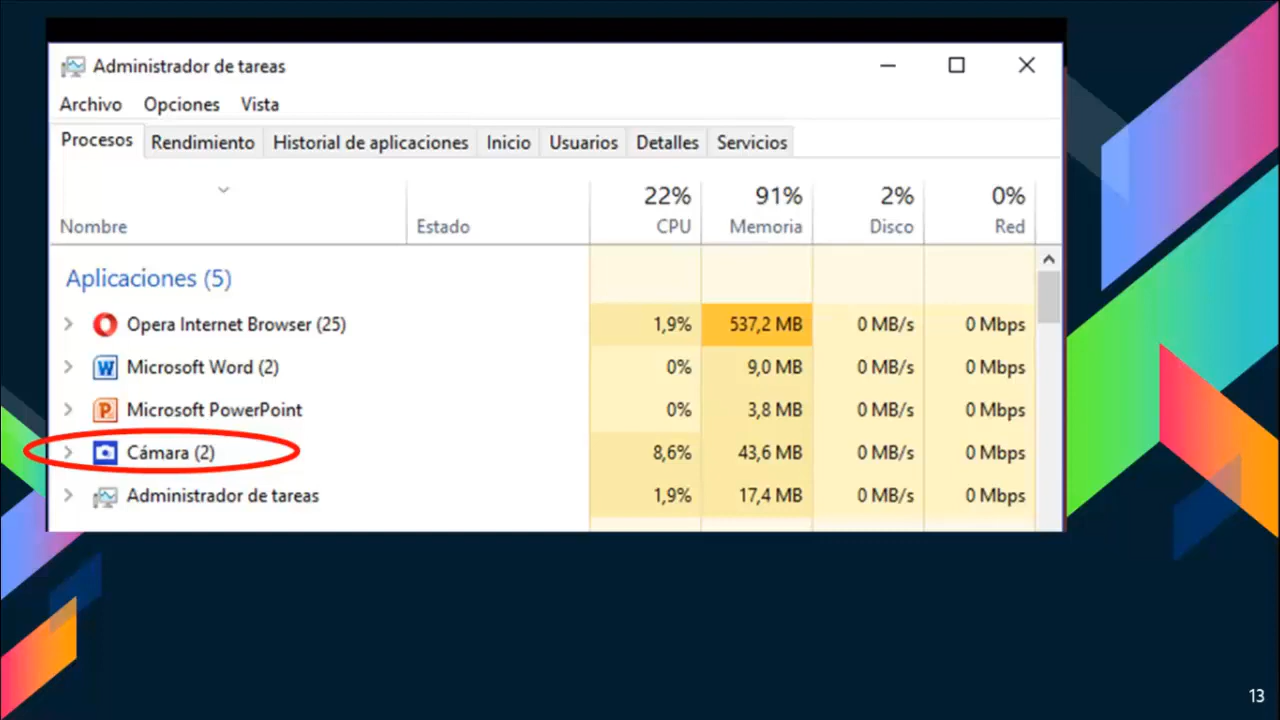 Administrador de tareas
Archivo Opciones Vista
Procesos Rendimiento Historial de aplicaciones Inicio Usuarios Detalles Servicios
22% 91% 2% 0%
Nombre Estado CPU Memoria Disco Red
Aplicaciones (5)
Opera Internet Browser (25) 1,9% 537,2 MB 0 MB/s 0 Mbps
Microsoft Word (2) 0% 9,0 MB 0 MB/s 0 Mbps
Microsoft PowerPoint 0% 3,8 MB 0 MB/s 0 Mbps
Cámara (2) 8,6% 43,6 MB 0 MB/s 0 Mbps
Administrador de tareas 1,9% 17,4 MB 0 MB/s 0 Mbps
13